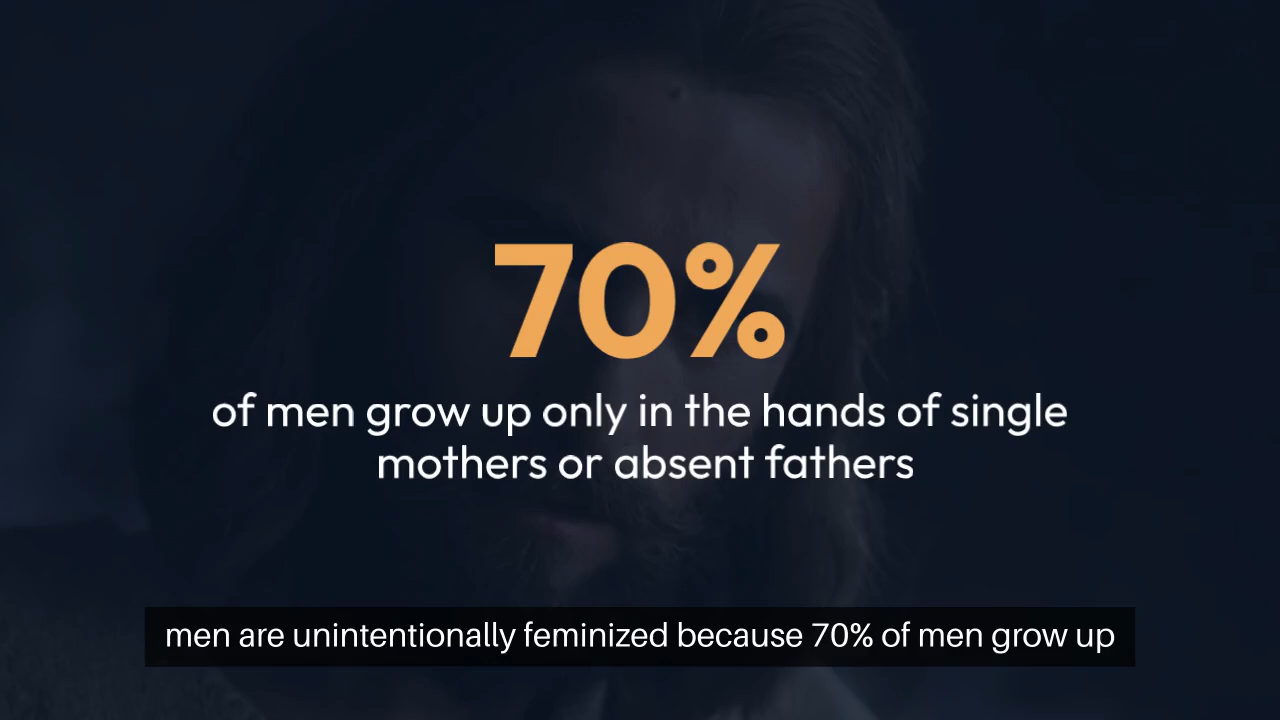 70%
of men grow up only in the hands of single
mothers or absent fathers
men are unintentionally feminized because 70% of men grow up